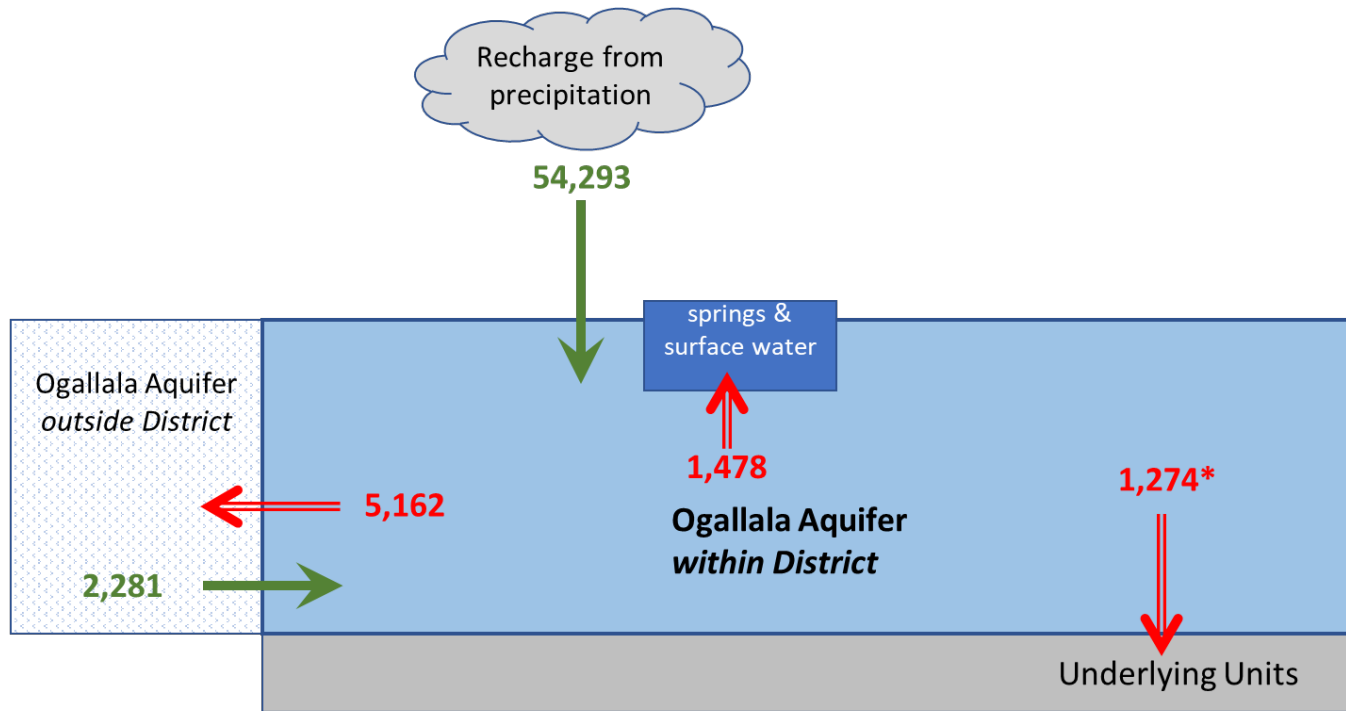 Recharge from
precipitation
54,293
springs &
surface water
Ogallala Aquifer
outside District
1,478
1,274*
5,162
Ogallala Aquifer
within District
2,281
Underlying Units